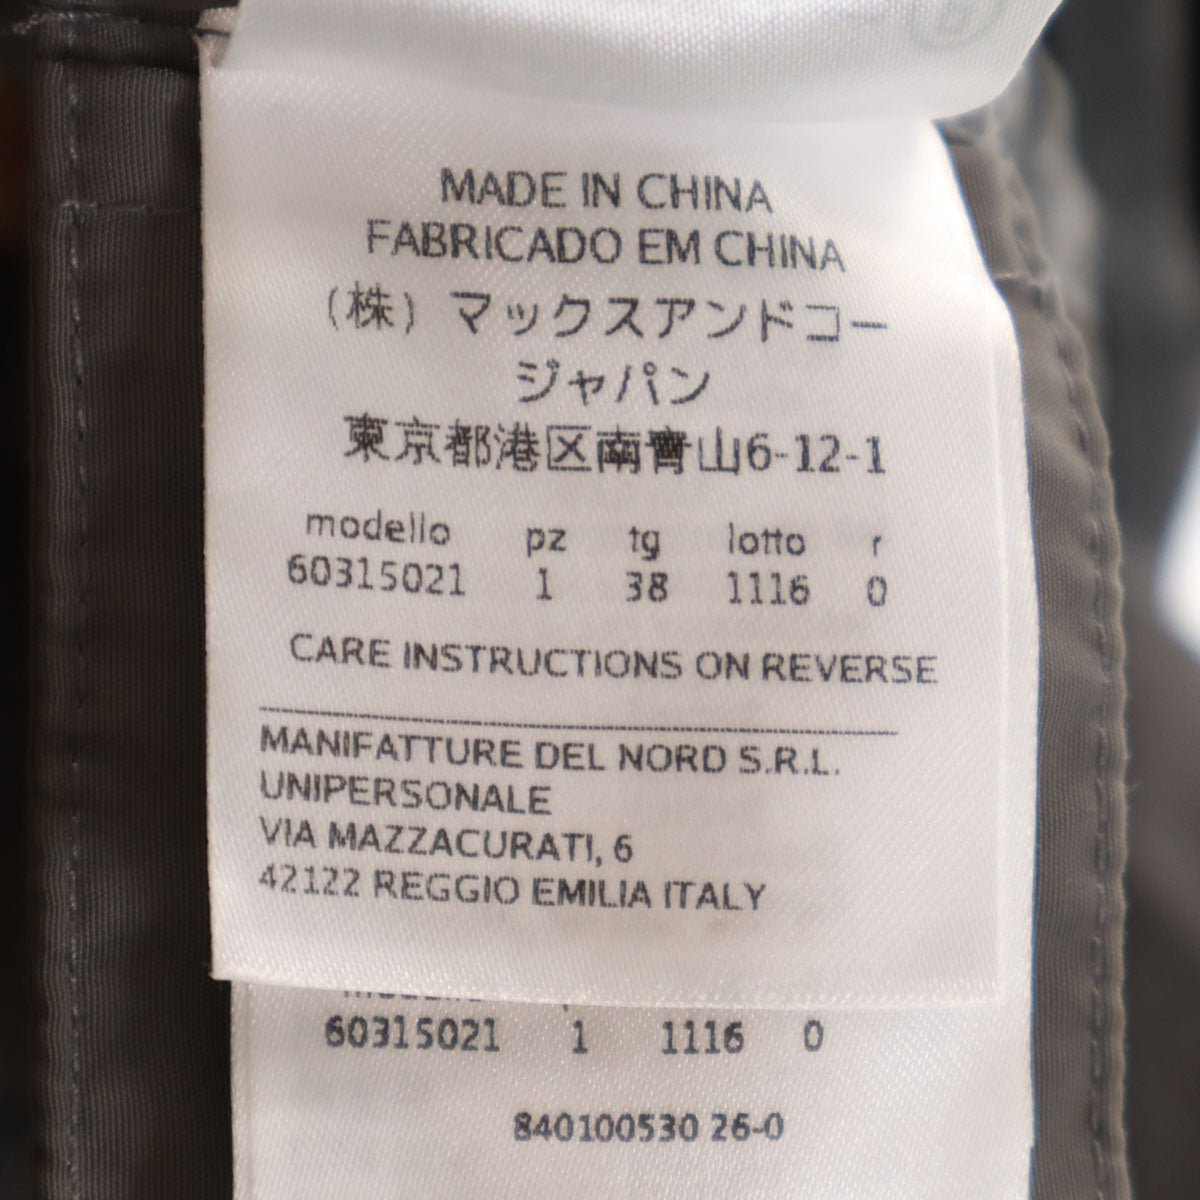 MADE IN CHINA
FABRICADO EM CHINA
(株) マックスアンドコー
ジャパン
東京都港区南青山6-12-1
modello pz tg lotto r
60315021 1 38 1116 0
CARE INSTRUCTIONS ON REVERSE
MANIFATTURE DEL NORD S.R.L.
UNIPERSONALE
VIA MAZZACURATI, 6
42122 REGGIO EMILIA ITALY
60315021 1 1116 0
840100530 26-0